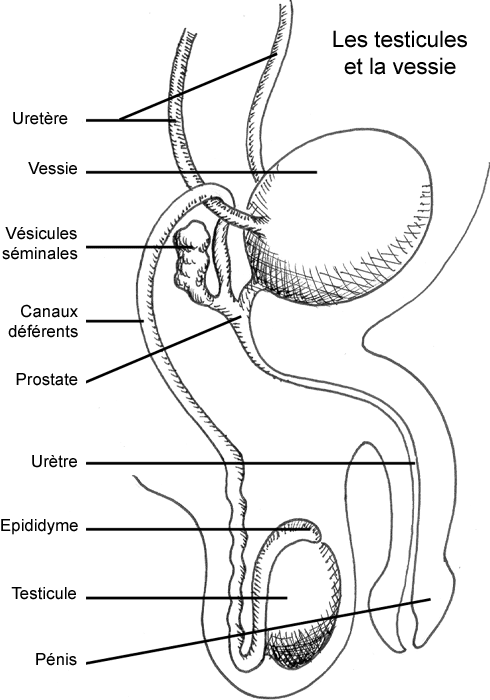 Les testicules
et la vessie
Uretère
Vessie
Vésicules
séminales
Canaux
déférents
Prostate
Urètre
Epididyme
Testicule
Pénis